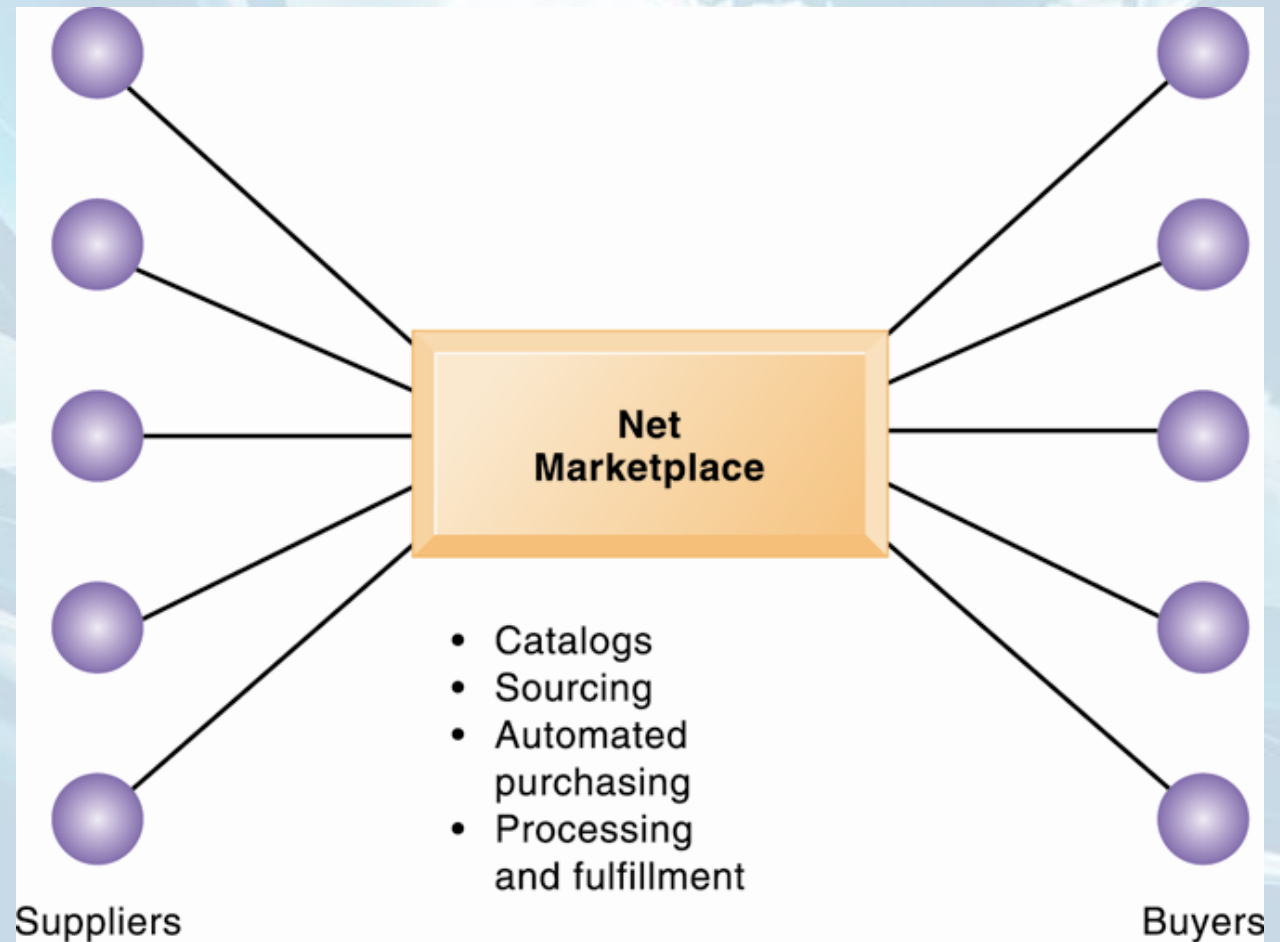 Net
Marketplace
• Catalogs
• Sourcing
• Automated
purchasing
• Processing
and fulfillment
Suppliers
Buyers